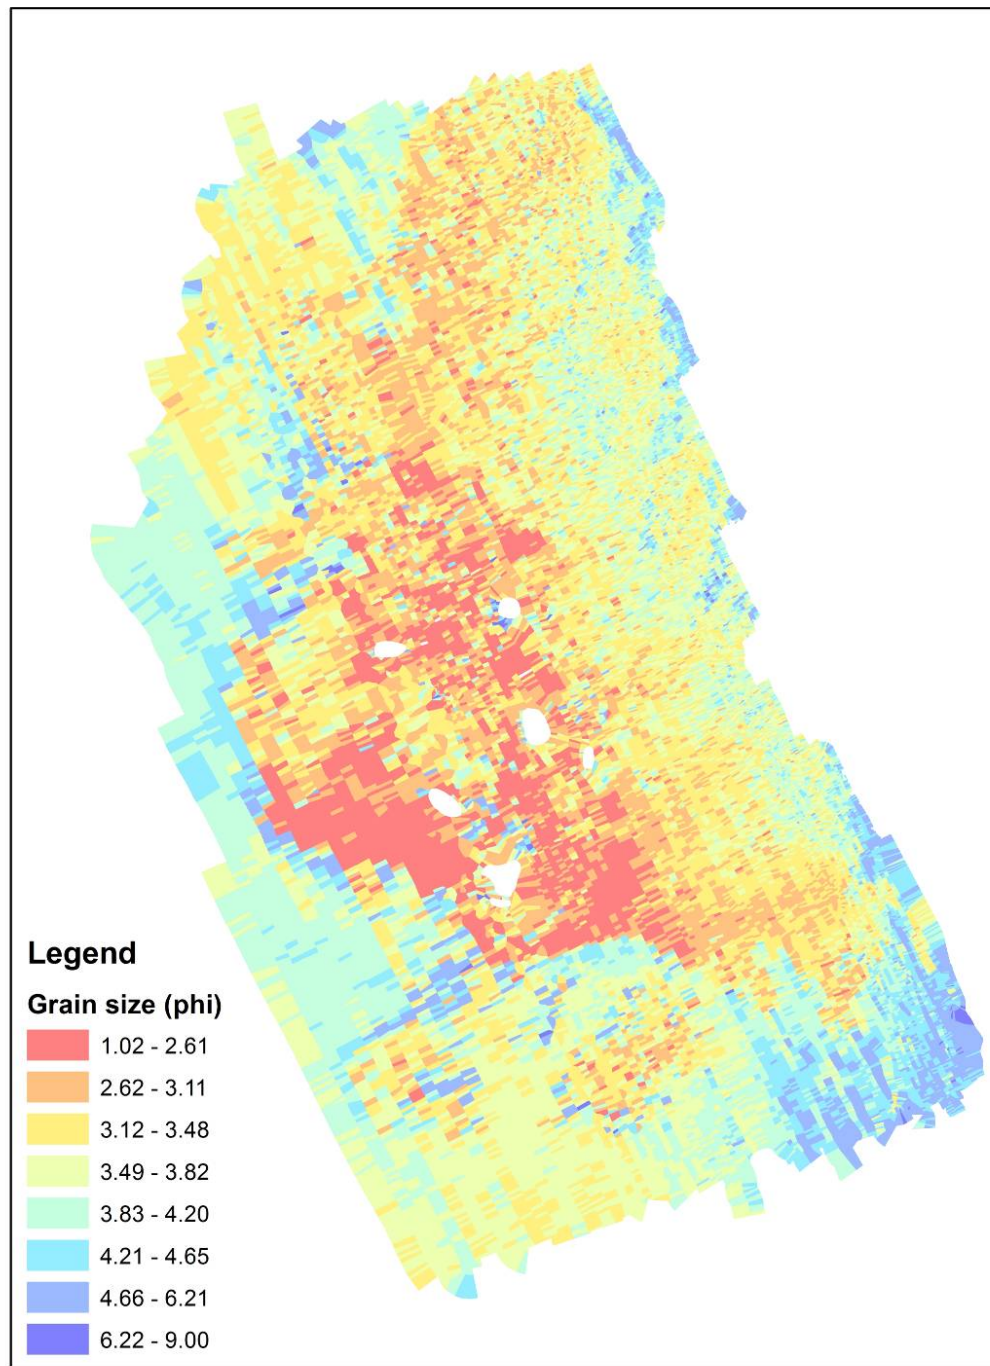 Legend
Grain size (phi)
1.02 - 2.61
2.62 - 3.11
3.12 - 3.48
3.49 - 3.82
3.83 - 4.20
4.21 - 4.65
4.66 - 6.21
6.22 - 9.00